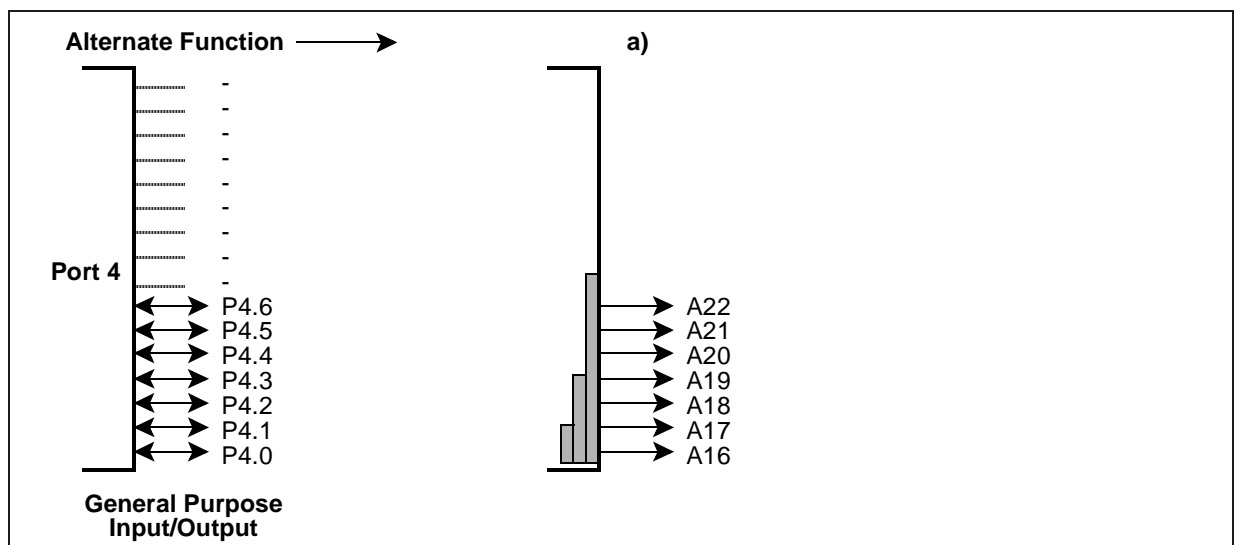 Alternate Function a)
-
-
-
-
-
-
-
-
Port 4
-
P4.6 A22
P4.5 A21
P4.4 A20
P4.3 A19
P4.2 A18
P4.1 A17
P4.0 A16
General Purpose
Input/Output